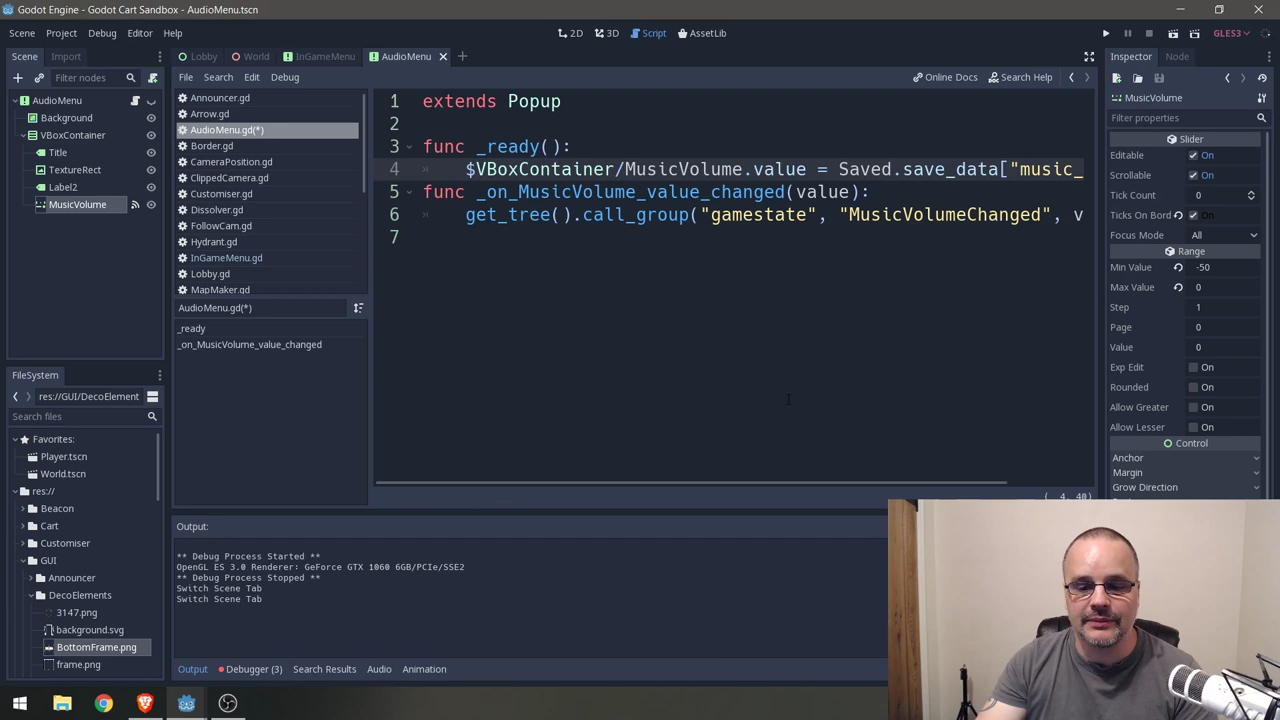 Godot Engine - Godot Cart Sandbox - AudioMenu.tscn
Scene Project Debug Editor Help
2D 3D Script AssetLib
GLES3
Scene Import
Filter nodes
AudioMenu
Background
VBoxContainer
Title
TextureRect
Label2
MusicVolume
FileSystem
res://GUI/DecoElement
Search files
Favorites:
Player.tscn
World.tscn
res://
Beacon
Cart
Customiser
GUI
Announcer
DecoElements
3147.png
background.svg
BottomFrame.png
frame.png
Lobby World InGameMenu AudioMenu
File Search Edit Debug
Online Docs Search Help
Announcer.gd
Arrow.gd
AudioMenu.gd(*)
Border.gd
CameraPosition.gd
ClippedCamera.gd
Customiser.gd
Dissolver.gd
FollowCam.gd
Hydrant.gd
InGameMenu.gd
Lobby.gd
MapMaker.gd
AudioMenu.gd(*)
_ready
_on_MusicVolume_value_changed
1 extends Popup
2
3 func _ready():
4 $VBoxContainer/MusicVolume.value = Saved.save_data["music_
5 func _on_MusicVolume_value_changed(value):
6 get_tree().call_group("gamestate", "MusicVolumeChanged", v
7
( 4, 40)
Output:
** Debug Process Started **
OpenGL ES 3.0 Renderer: GeForce GTX 1060 6GB/PCIe/SSE2
** Debug Process Stopped **
Switch Scene Tab
Switch Scene Tab
Output Debugger (3) Search Results Audio Animation
Inspector Node
MusicVolume
Filter properties
Slider
Editable On
Scrollable On
Tick Count 0
Ticks On Bord On
Focus Mode All
Range
Min Value -50
Max Value 0
Step 1
Page 0
Value 0
Exp Edit On
Rounded On
Allow Greater On
Allow Lesser On
Control
Anchor
Margin
Grow Direction